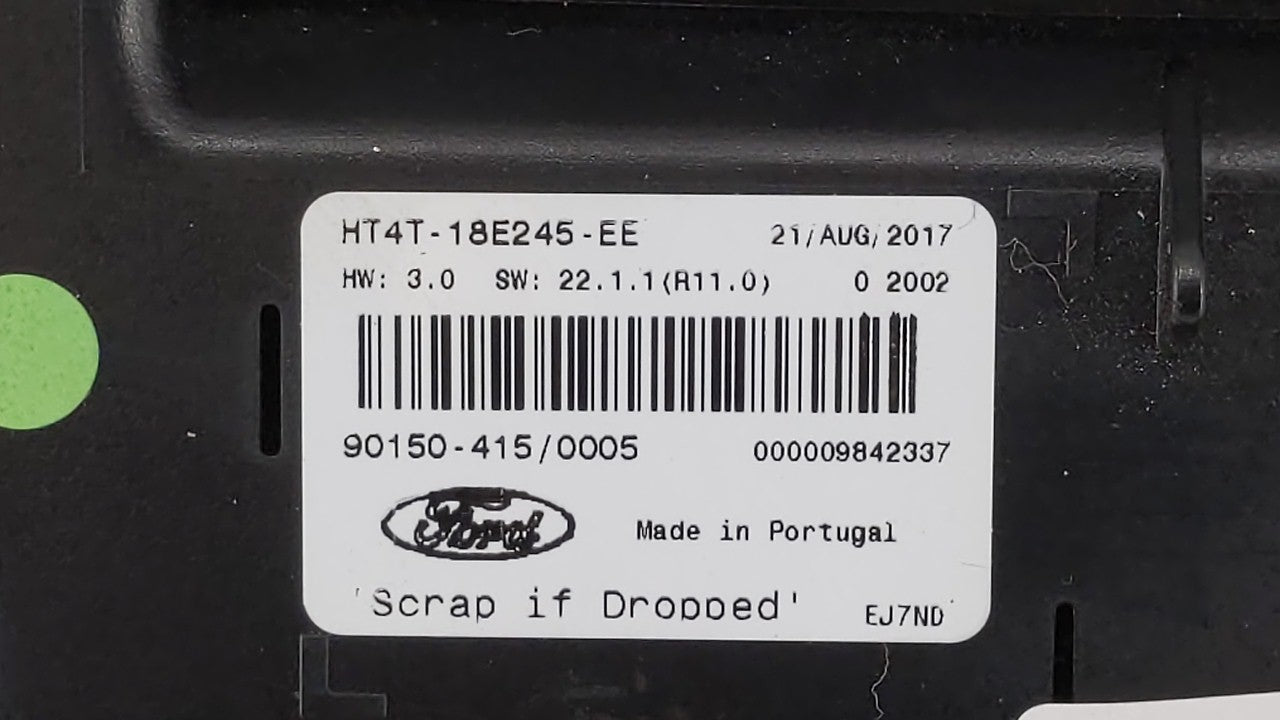 HT4T-18E245-EE 21/AUG/2017
HW: 3.0 SW: 22.1.1(R11.0) 0 2002
90150-415/0005 000009842337
Ford Made in Portugal
'Scrap if Dropped' EJ7ND